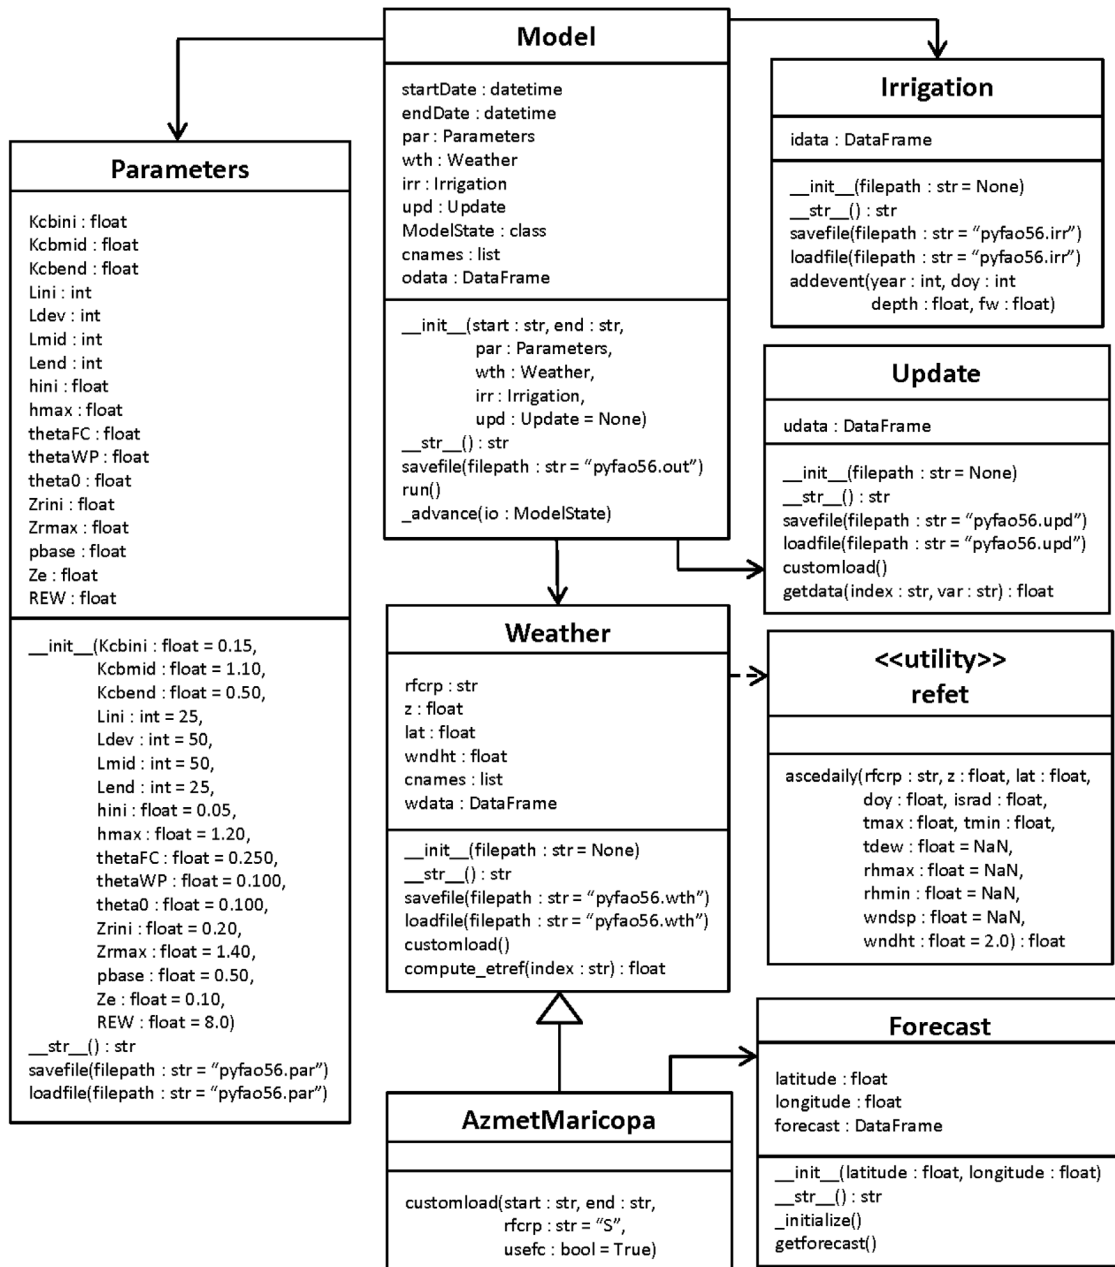 Model
startDate : datetime
endDate : datetime
par : Parameters
wth : Weather
irr : Irrigation
upd : Update
ModelState : class
cnames : list
odata : DataFrame
__init__(start : str, end : str,
par : Parameters,
wth : Weather,
irr : Irrigation,
upd : Update = None)
__str__() : str
savefile(filepath : str = “pyfao56.out”)
run()
_advance(io : ModelState)
Parameters
Kcbini : float
Kcbmid : float
Kcbend : float
Lini : int
Ldev : int
Lmid : int
Lend : int
hini : float
hmax : float
thetaFC : float
thetaWP : float
theta0 : float
Zrini : float
Zrmax : float
pbase : float
Ze : float
REW : float
__init__(Kcbini : float = 0.15,
Kcbmid : float = 1.10,
Kcbend : float = 0.50,
Lini : int = 25,
Ldev : int = 50,
Lmid : int = 50,
Lend : int = 25,
hini : float = 0.05,
hmax : float = 1.20,
thetaFC : float = 0.250,
thetaWP : float = 0.100,
theta0 : float = 0.100,
Zrini : float = 0.20,
Zrmax : float = 1.40,
pbase : float = 0.50,
Ze : float = 0.10,
REW : float = 8.0)
__str__() : str
savefile(filepath : str = “pyfao56.par”)
loadfile(filepath : str = “pyfao56.par”)
Irrigation
idata : DataFrame
__init__(filepath : str = None)
__str__() : str
savefile(filepath : str = “pyfao56.irr”)
loadfile(filepath : str = “pyfao56.irr”)
addevent(year : int, doy : int
depth : float, fw : float)
Update
udata : DataFrame
__init__(filepath : str = None)
__str__() : str
savefile(filepath : str = “pyfao56.upd”)
loadfile(filepath : str = “pyfao56.upd”)
customload()
getdata(index : str, var : str) : float
Weather
rfcrp : str
z : float
lat : float
wndht : float
cnames : list
wdata : DataFrame
__init__(filepath : str = None)
__str__() : str
savefile(filepath : str = “pyfao56.wth”)
loadfile(filepath : str = “pyfao56.wth”)
customload()
compute_etref(index : str) : float
<<utility>>
refet
ascedaily(rfcrp : str, z : float, lat : float,
doy : float, israd : float,
tmax : float, tmin : float,
tdew : float = NaN,
rhmax : float = NaN,
rhmin : float = NaN,
wndsp : float = NaN,
wndht : float = 2.0) : float
AzmetMaricopa
customload(start : str, end : str,
rfcrp : str = “S”,
usefc : bool = True)
Forecast
latitude : float
longitude : float
forecast : DataFrame
__init__(latitude : float, longitude : float)
__str__() : str
_initialize()
getforecast()